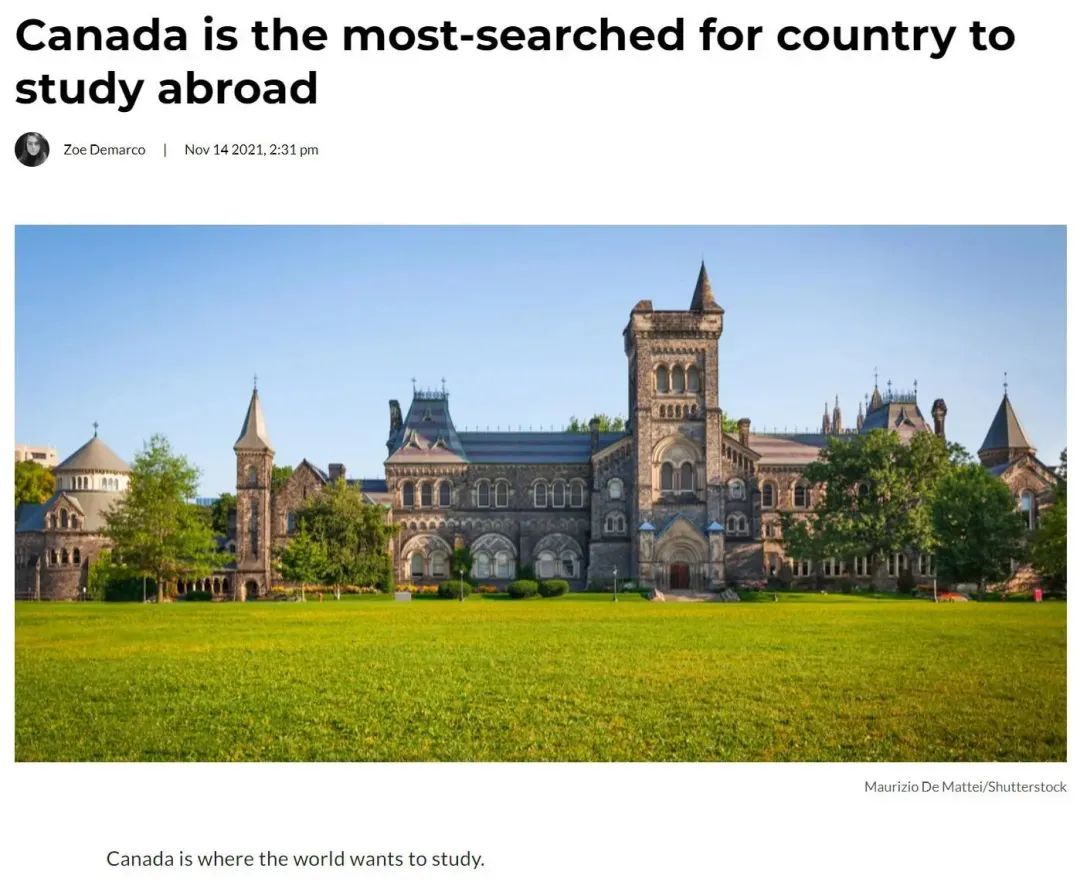 Canada is the most-searched for country to
study abroad
Zoe Demarco | Nov 14 2021, 2:31 pm
Maurizio De Mattei/Shutterstock
Canada is where the world wants to study.